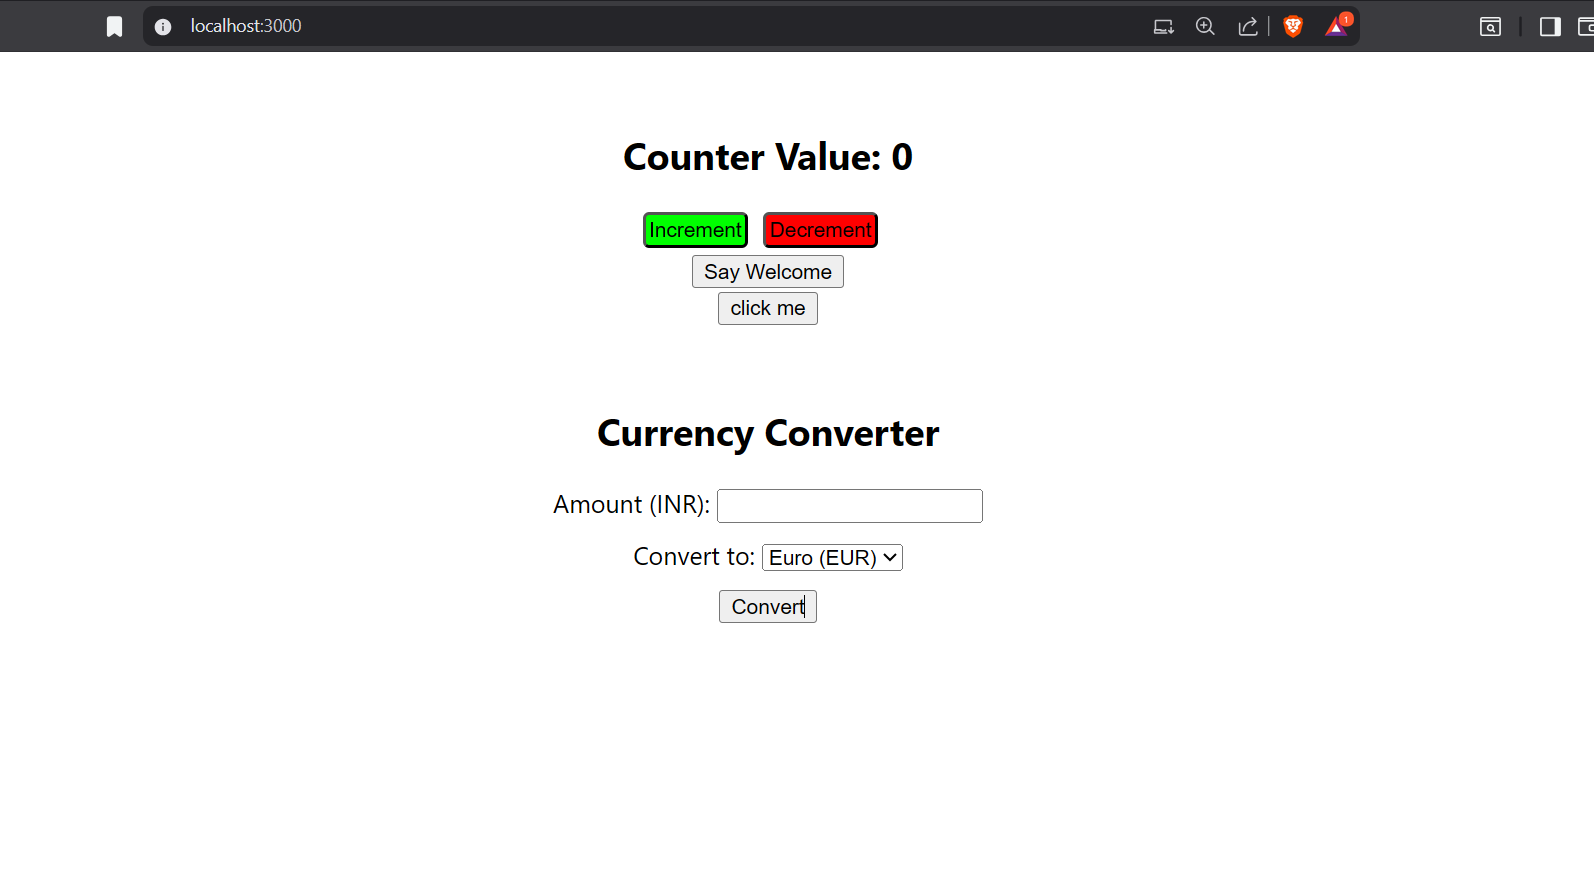 localhost:3000
1
Counter Value: 0
Increment Decrement
Say Welcome
click me
Currency Converter
Amount (INR):
Convert to: Euro (EUR)
Convert